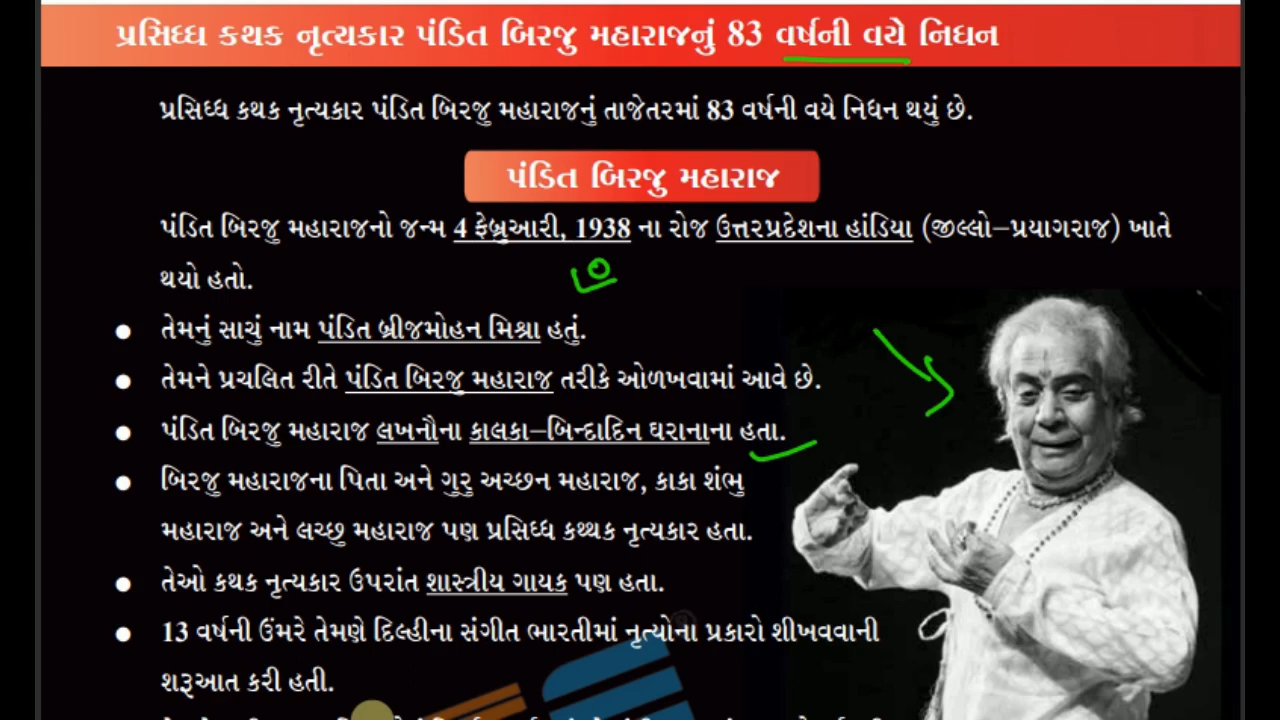 પ્રસિધ્ધ કથક નૃત્યકાર પંડિત બિરજુ મહારાજનું 83 વર્ષની વયે નિધન
પ્રસિધ્ધ કથક નૃત્યકાર પંડિત બિરજુ મહારાજનું તાજેતરમાં 83 વર્ષની વયે નિધન થયું છે.
પંડિત બિરજુ મહારાજ
પંડિત બિરજુ મહારાજનો જન્મ 4 ફેબ્રુઆરી, 1938 ના રોજ ઉત્તરપ્રદેશના હાંડિયા (જીલ્લો-પ્રયાગરાજ) ખાતે
થયો હતો.
● તેમનું સાચું નામ પંડિત બ્રીજમોહન મિશ્રા હતું.
● તેમને પ્રચલિત રીતે પંડિત બિરજુ મહારાજ તરીકે ઓળખવામાં આવે છે.
● પંડિત બિરજુ મહારાજ લખનૌના કાલકા-બિન્દાદિન ઘરાનાના હતા.
● બિરજુ મહારાજના પિતા અને ગુરુ અચ્છન મહારાજ, કાકા શંભુ
મહારાજ અને લચ્છુ મહારાજ પણ પ્રસિધ્ધ કથ્થક નૃત્યકાર હતા.
● તેઓ કથક નૃત્યકાર ઉપરાંત શાસ્ત્રીય ગાયક પણ હતા.
● 13 વર્ષની ઉંમરે તેમણે દિલ્હીના સંગીત ભારતીમાં નૃત્યોના પ્રકારો શીખવવાની
શરૂઆત કરી હતી.